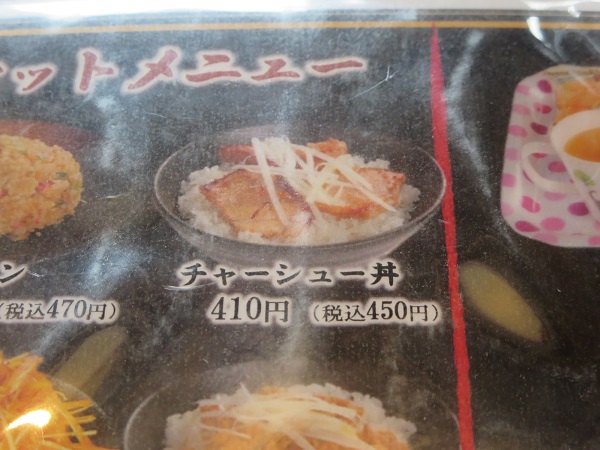 ットメニュー
ン
(税込470円)
チャーシュー丼
410円 (税込450円)